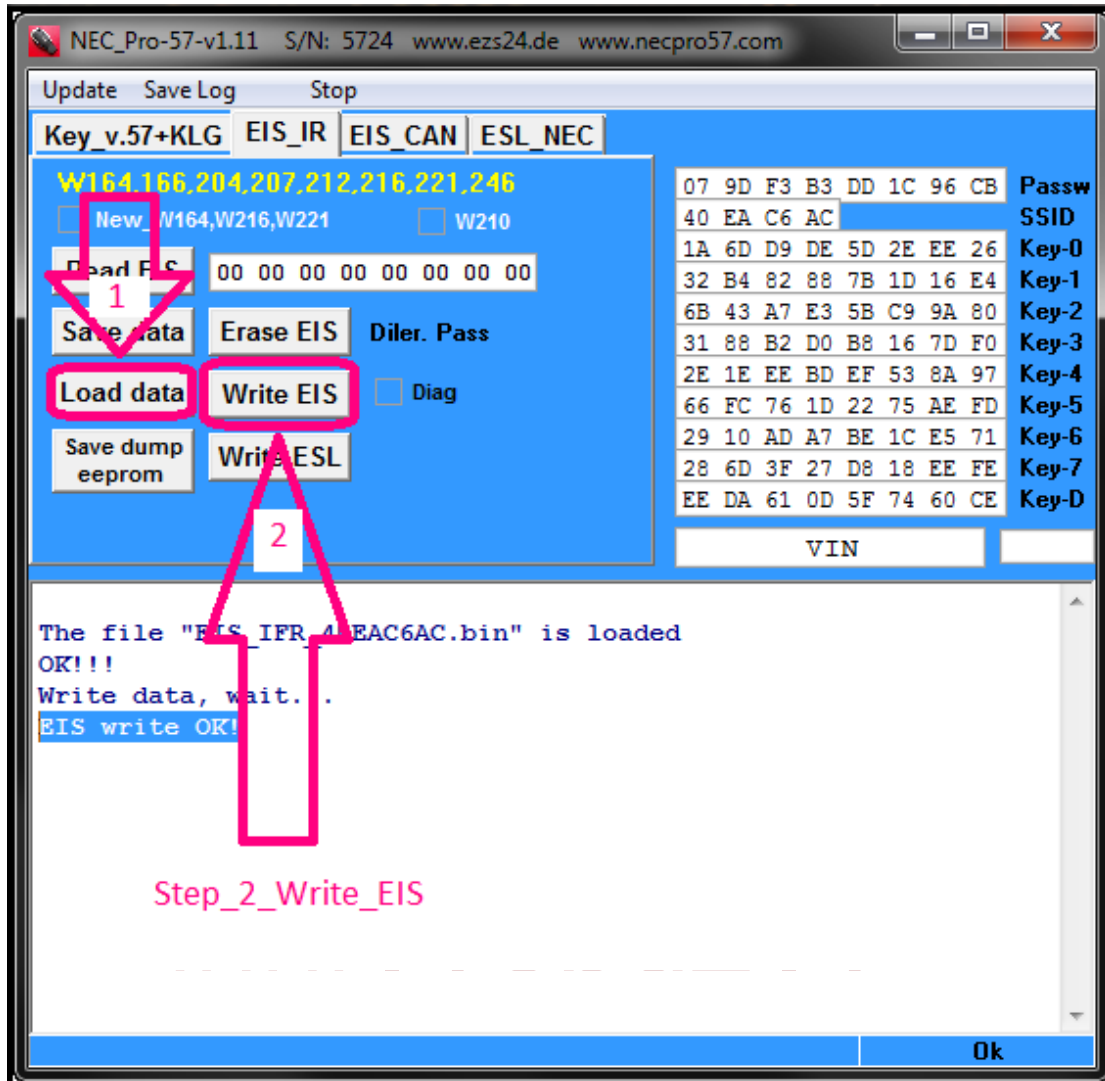 NEC_Pro-57-v1.11 S/N: 5724 www.ezs24.de www.necpro57.com
Update Save Log Stop
Key_v.57+KLG EIS_IR EIS_CAN ESL_NEC
W164,166,204,207,212,216,221,246
New_W164,W216,W221 W210
Read EIS 00 00 00 00 00 00 00 00
1
Save data Erase EIS Diler. Pass
Load data Write EIS Diag
Save dump
eeprom
Write ESL
2
07 9D F3 B3 DD 1C 96 CB Passw
40 EA C6 AC SSID
1A 6D D9 DE 5D 2E EE 26 Key-0
32 B4 82 88 7B 1D 16 E4 Key-1
6B 43 A7 E3 5B C9 9A 80 Key-2
31 88 B2 D0 B8 16 7D F0 Key-3
2E 1E EE BD EF 53 8A 97 Key-4
66 FC 76 1D 22 75 AE FD Key-5
29 10 AD A7 BE 1C E5 71 Key-6
28 6D 3F 27 D8 18 EE FE Key-7
EE DA 61 0D 5F 74 60 CE Key-D
VIN
The file "EIS_IFR_40EAC6AC.bin" is loaded
OK!!!
Write data, wait...
EIS write OK!
Step_2_Write_EIS
Ok